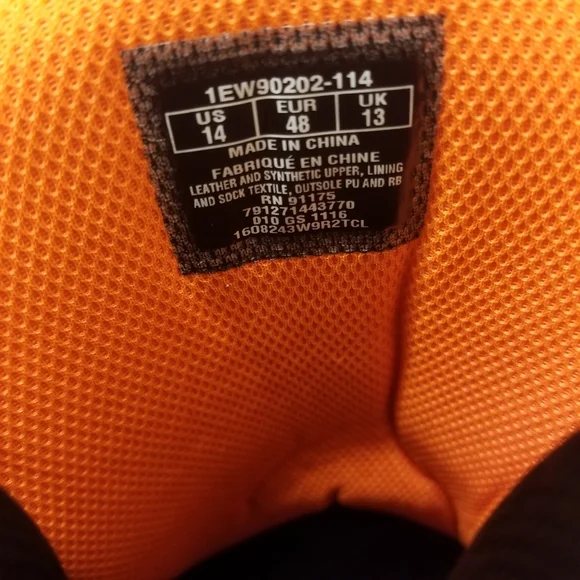 1EW90202-114
US EUR UK
14 48 13
MADE IN CHINA
FABRIQUÉ EN CHINE
LEATHER AND SYNTHETIC UPPER, LINING
AND SOCK TEXTILE, OUTSOLE PU AND RB
RN 91175
791271443770
010 GS 1116
1608243W9R2TCL